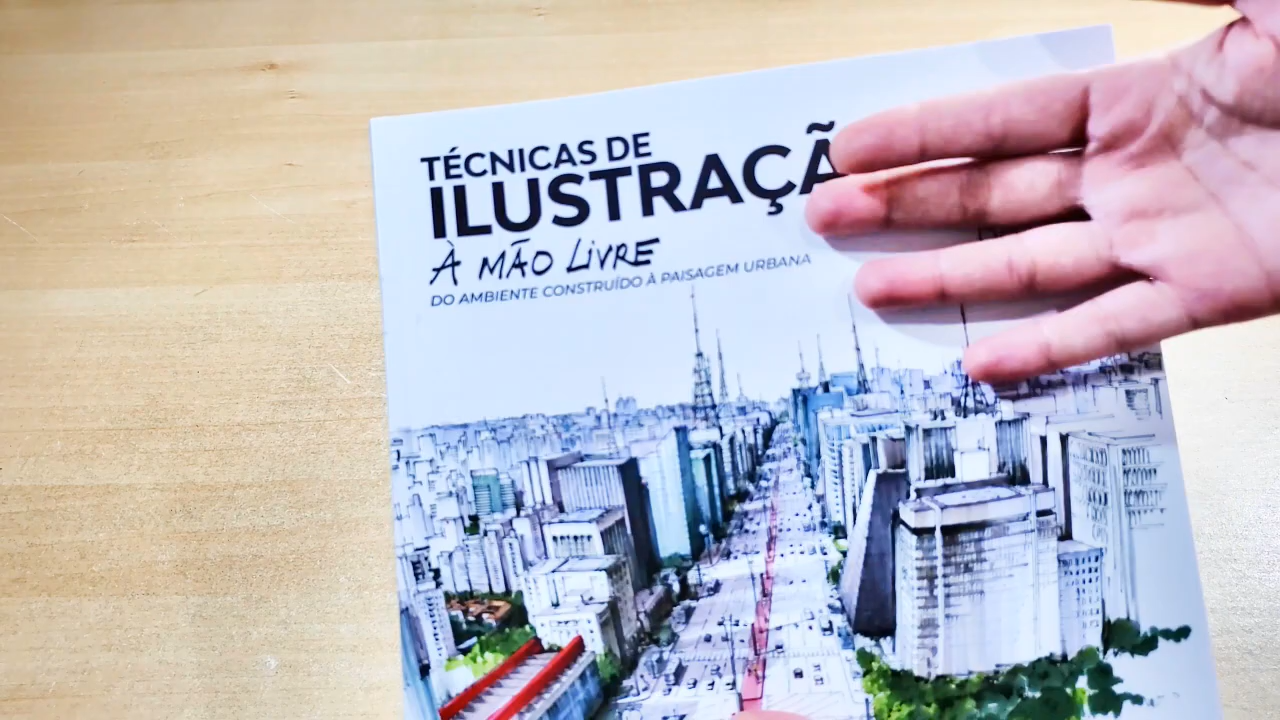 TÉCNICAS DE
ILUSTRAÇÃ
À MÃO LIVRE
DO AMBIENTE CONSTRUÍDO À PAISAGEM URBANA